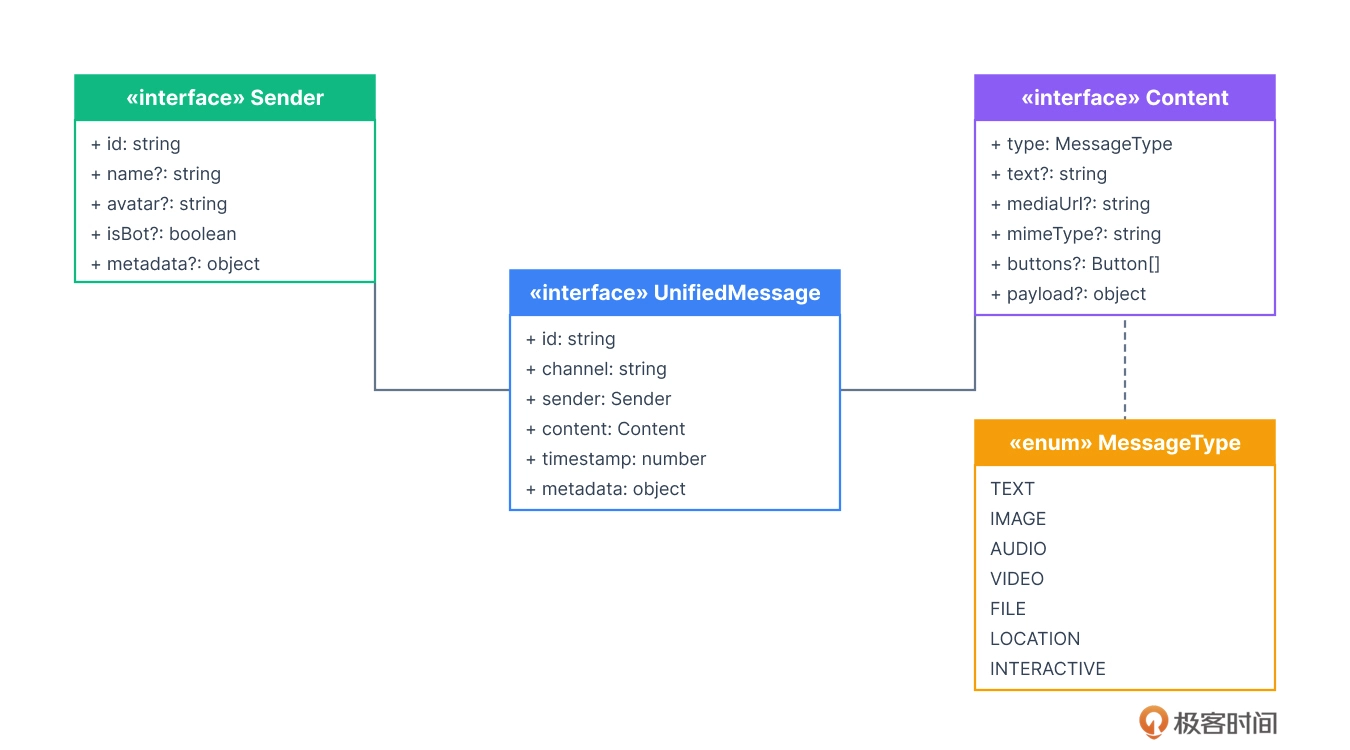 «interface» Sender
+ id: string
+ name?: string
+ avatar?: string
+ isBot?: boolean
+ metadata?: object
«interface» UnifiedMessage
+ id: string
+ channel: string
+ sender: Sender
+ content: Content
+ timestamp: number
+ metadata: object
«interface» Content
+ type: MessageType
+ text?: string
+ mediaUrl?: string
+ mimeType?: string
+ buttons?: Button[]
+ payload?: object
«enum» MessageType
TEXT
IMAGE
AUDIO
VIDEO
FILE
LOCATION
INTERACTIVE
极客时间